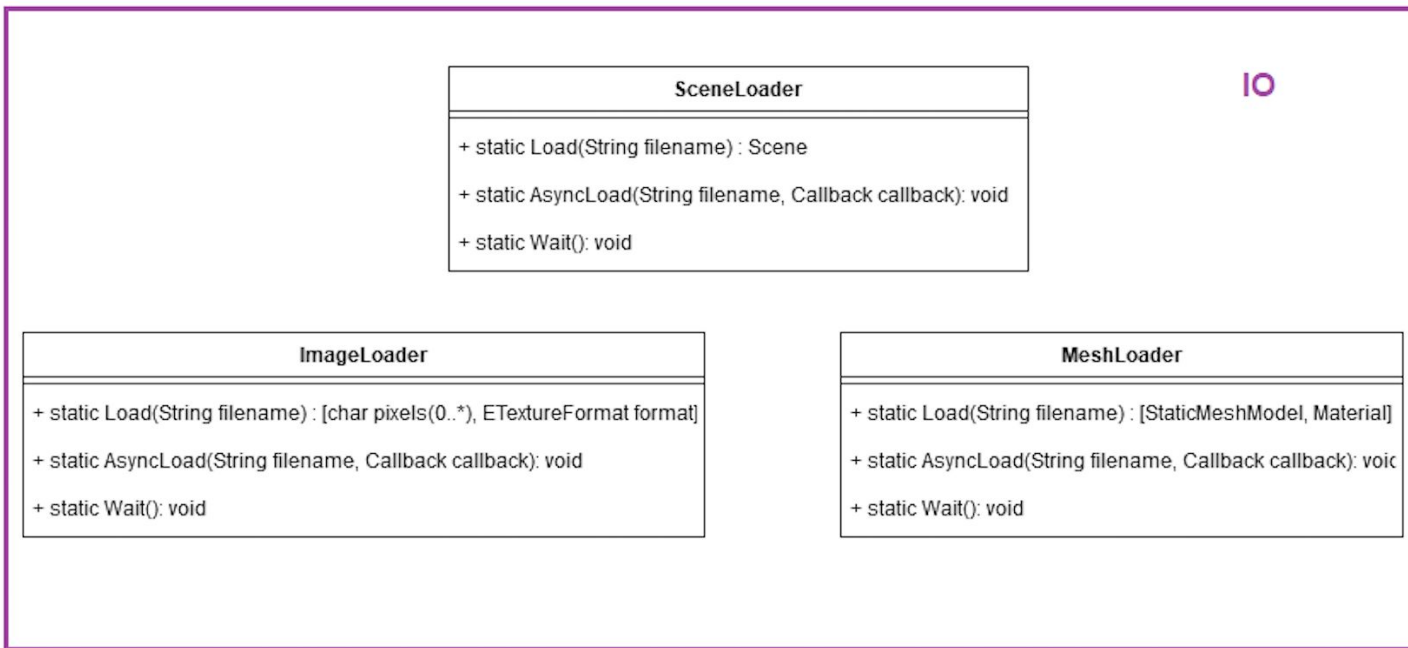 IO
SceneLoader
+ static Load(String filename) : Scene
+ static AsyncLoad(String filename, Callback callback): void
+ static Wait(): void
ImageLoader
+ static Load(String filename) : [char pixels(0..*), ETextureFormat format]
+ static AsyncLoad(String filename, Callback callback): void
+ static Wait(): void
MeshLoader
+ static Load(String filename) : [StaticMeshModel, Material]
+ static AsyncLoad(String filename, Callback callback): voic
+ static Wait(): void